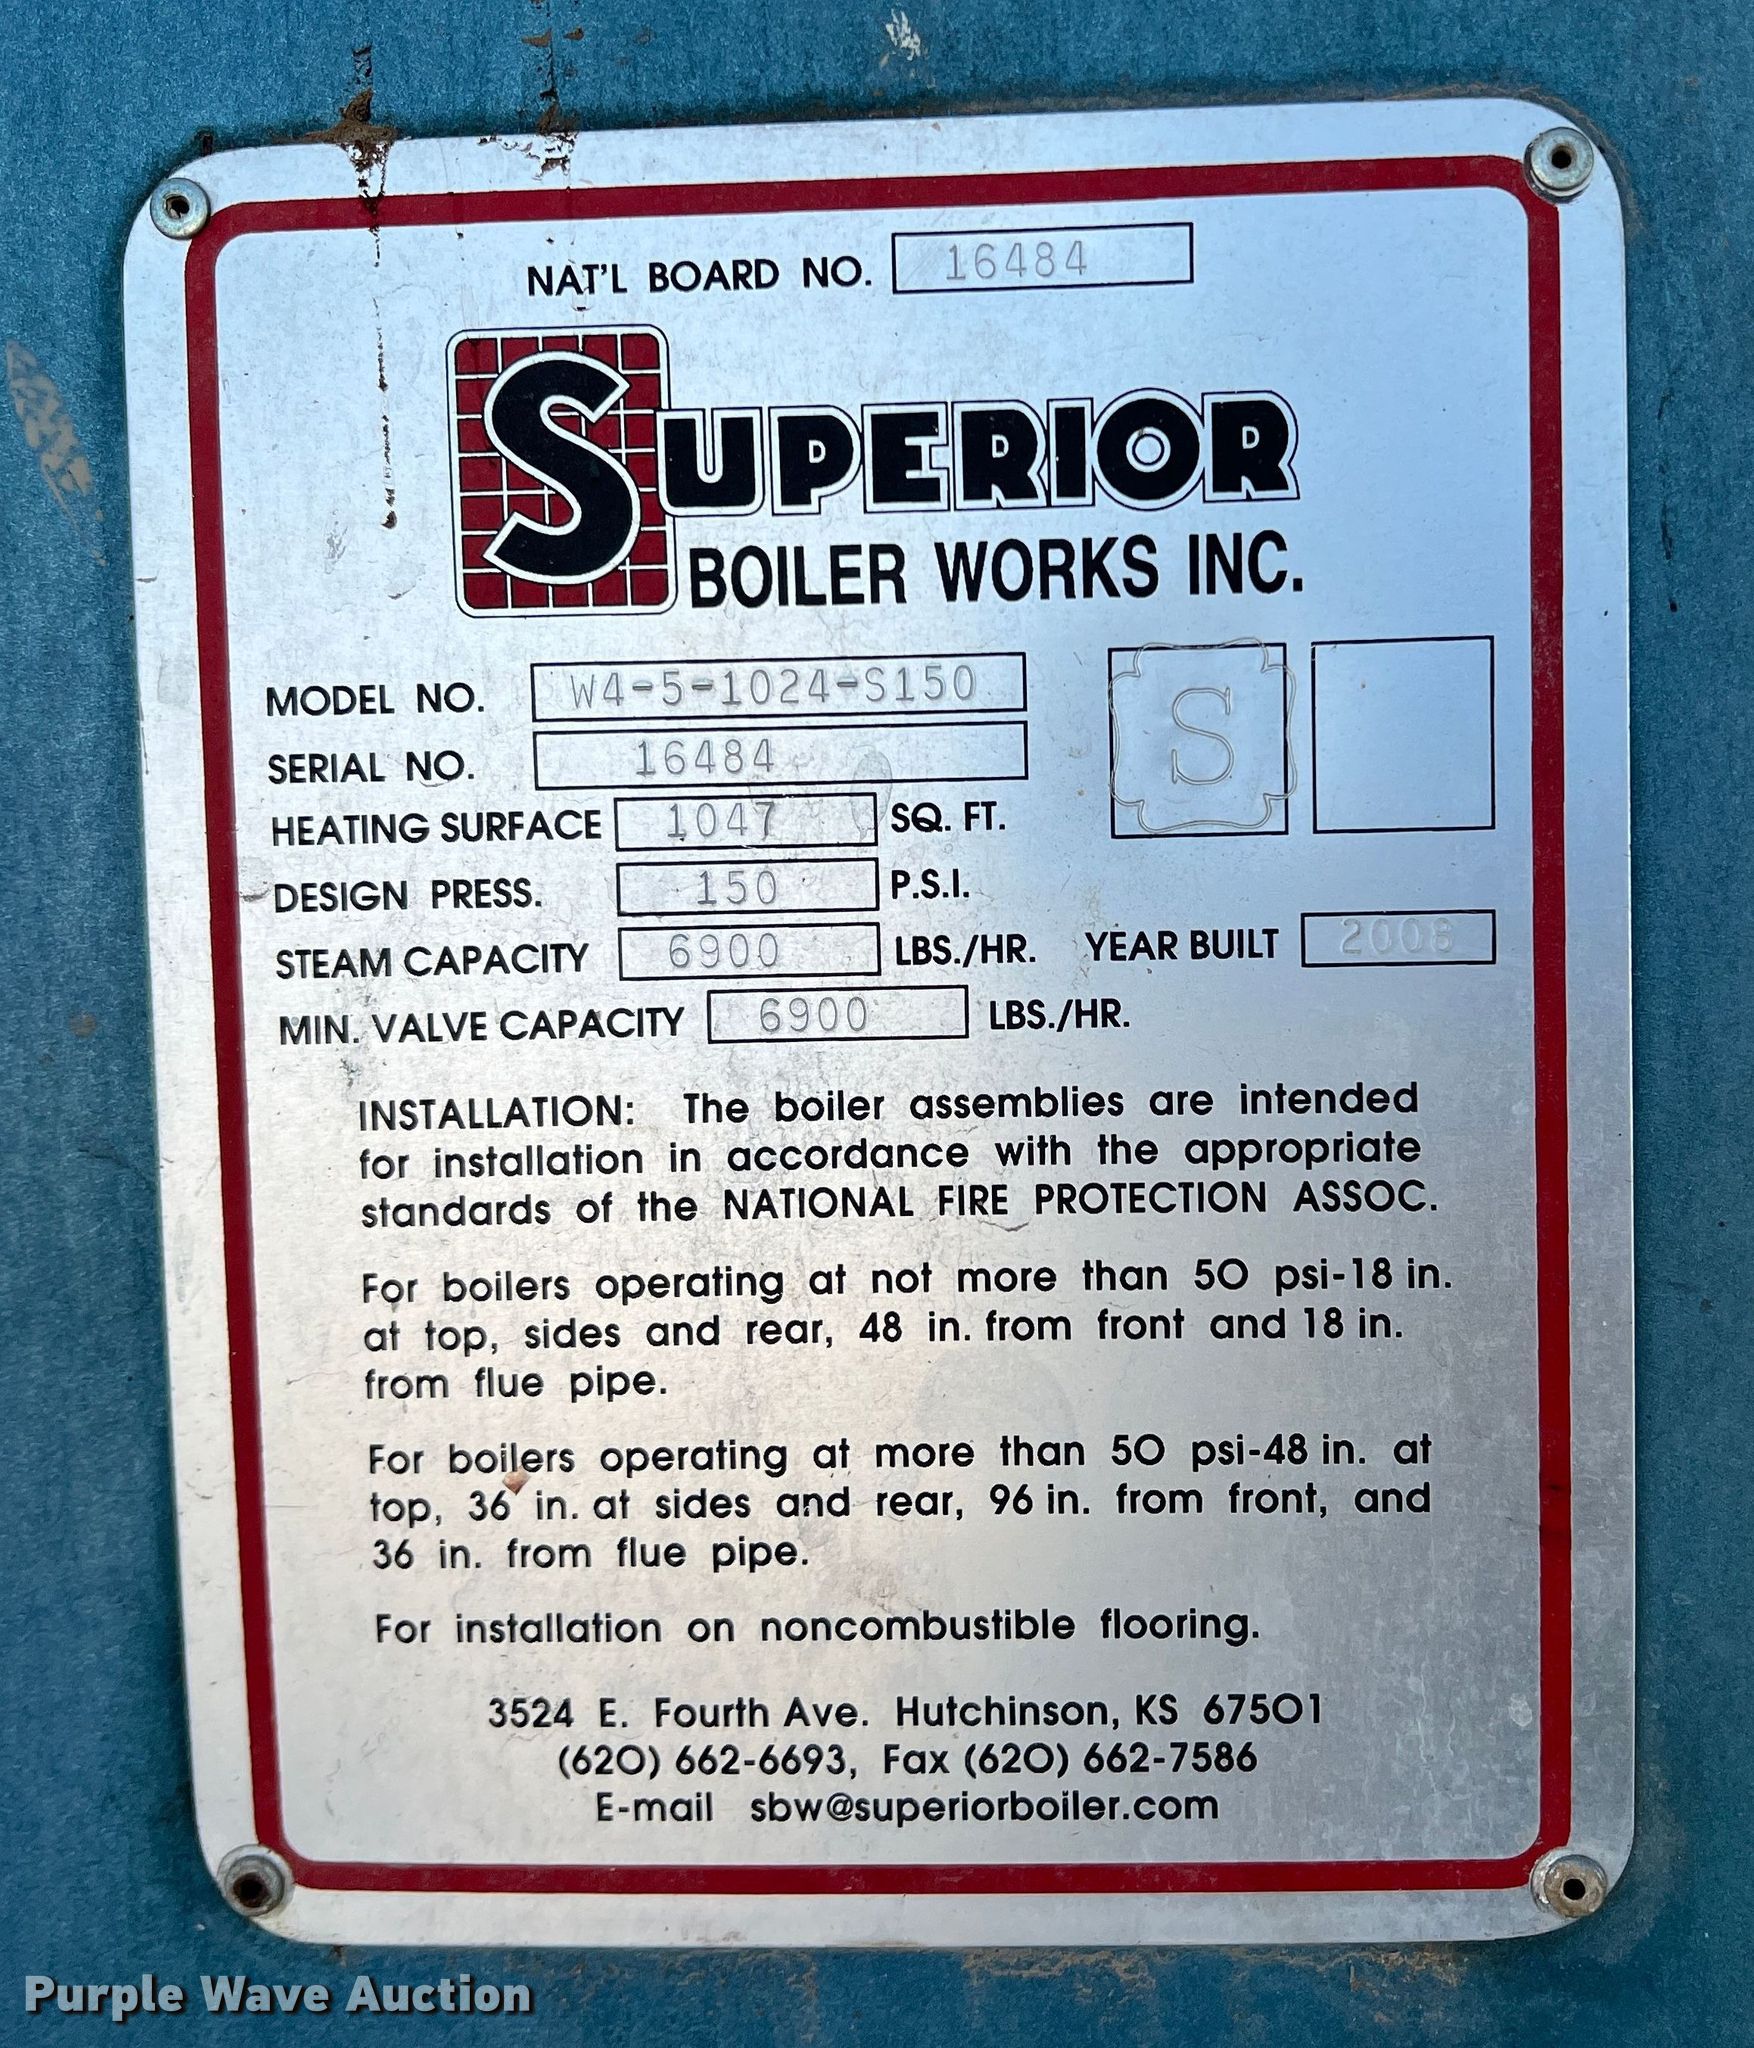 NAT'L BOARD NO. 16484
SUPERIOR
BOILER WORKS INC.
MODEL NO. W4-5-1024-S150
S
SERIAL NO. 16484
HEATING SURFACE 1047 SQ. FT.
DESIGN PRESS. 150 P.S.I.
STEAM CAPACITY 6900 LBS./HR. YEAR BUILT 2008
MIN. VALVE CAPACITY 6900 LBS./HR.
INSTALLATION: The boiler assemblies are intended
for installation in accordance with the appropriate
standards of the NATIONAL FIRE PROTECTION ASSOC.
For boilers operating at not more than 50 psi-18 in.
at top, sides and rear, 48 in. from front and 18 in.
from flue pipe.
For boilers operating at more than 50 psi-48 in. at
top, 36 in. at sides and rear, 96 in. from front, and
36 in. from flue pipe.
For installation on noncombustible flooring.
3524 E. Fourth Ave. Hutchinson, KS 67501
(620) 662-6693, Fax (620) 662-7586
E-mail sbw@superiorboiler.com
Purple Wave Auction